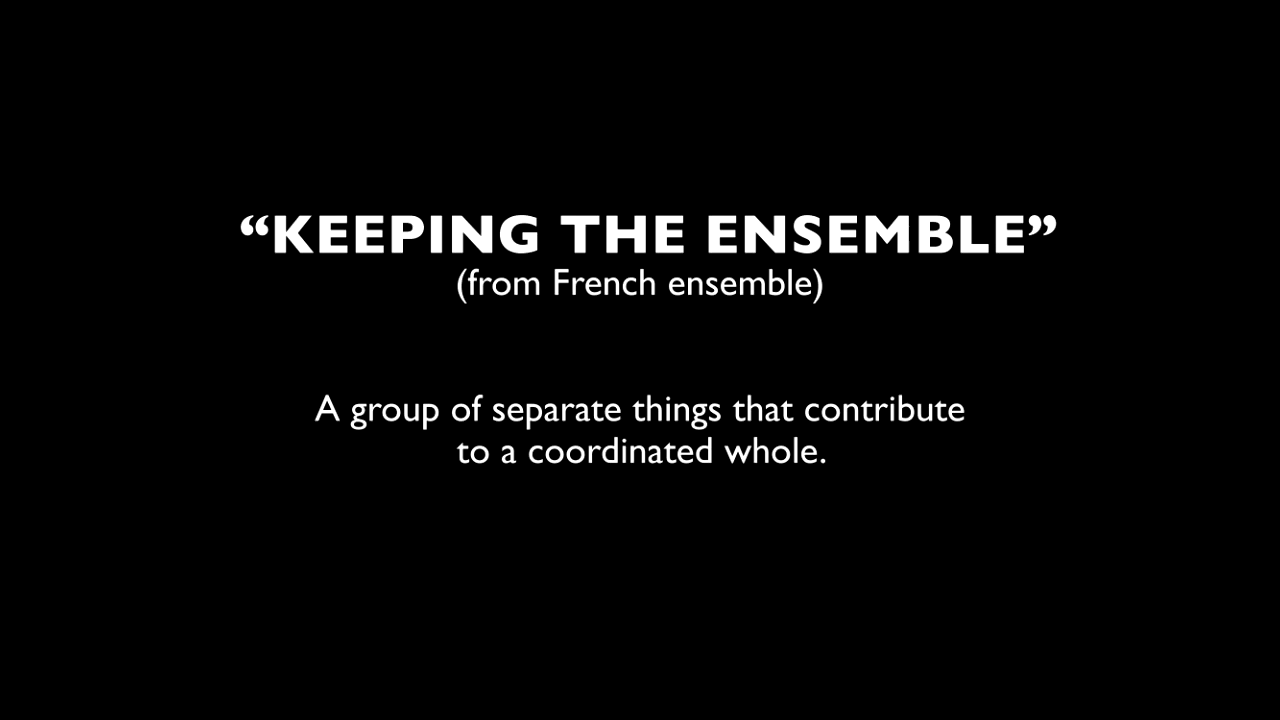 “KEEPING THE ENSEMBLE”
(from French ensemble)
A group of separate things that contribute
to a coordinated whole.